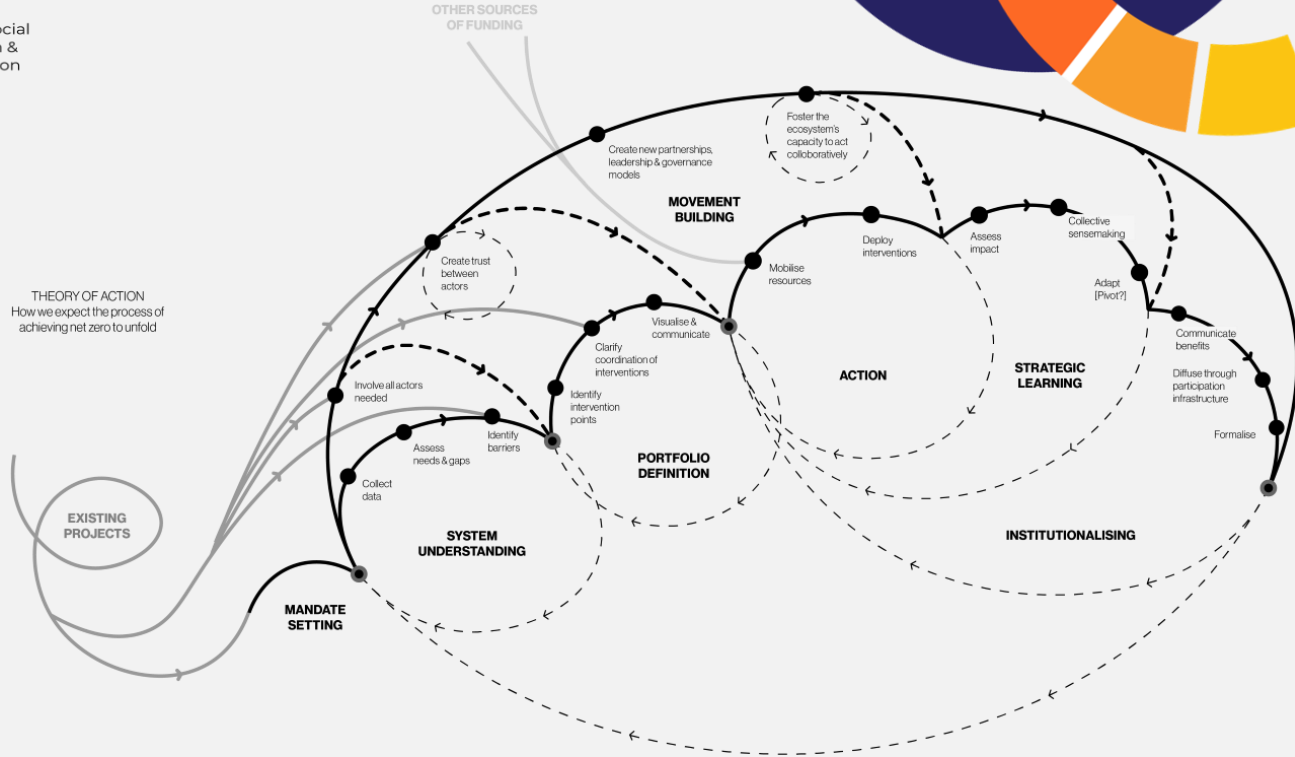 OTHER SOURCES
OF FUNDING
&
Foster the
ecosystem's
capacity to act
colloboratively
Create new partnerships,
leadership & governance
models
MOVEMENT
BUILDING
Collective
sensemaking
Deploy
interventions
Assess
impact
Create trust
between
actors
Mobilise
resources
Adapt
[Pivot?]
THEORY OF ACTION
How we expect the process of
achieving net zero to unfold
Visualise &
communicate
Communicate
benefits
Clarify
coordination of
interventions
ACTION
STRATEGIC
LEARNING
Diffuse through
participation
infrastructure
Involve all actors
needed
Identify
intervention
points
Formalise
Identify
barriers
Assess
needs & gaps
PORTFOLIO
DEFINITION
Collect
data
EXISTING
PROJECTS
SYSTEM
UNDERSTANDING
INSTITUTIONALISING
MANDATE
SETTING